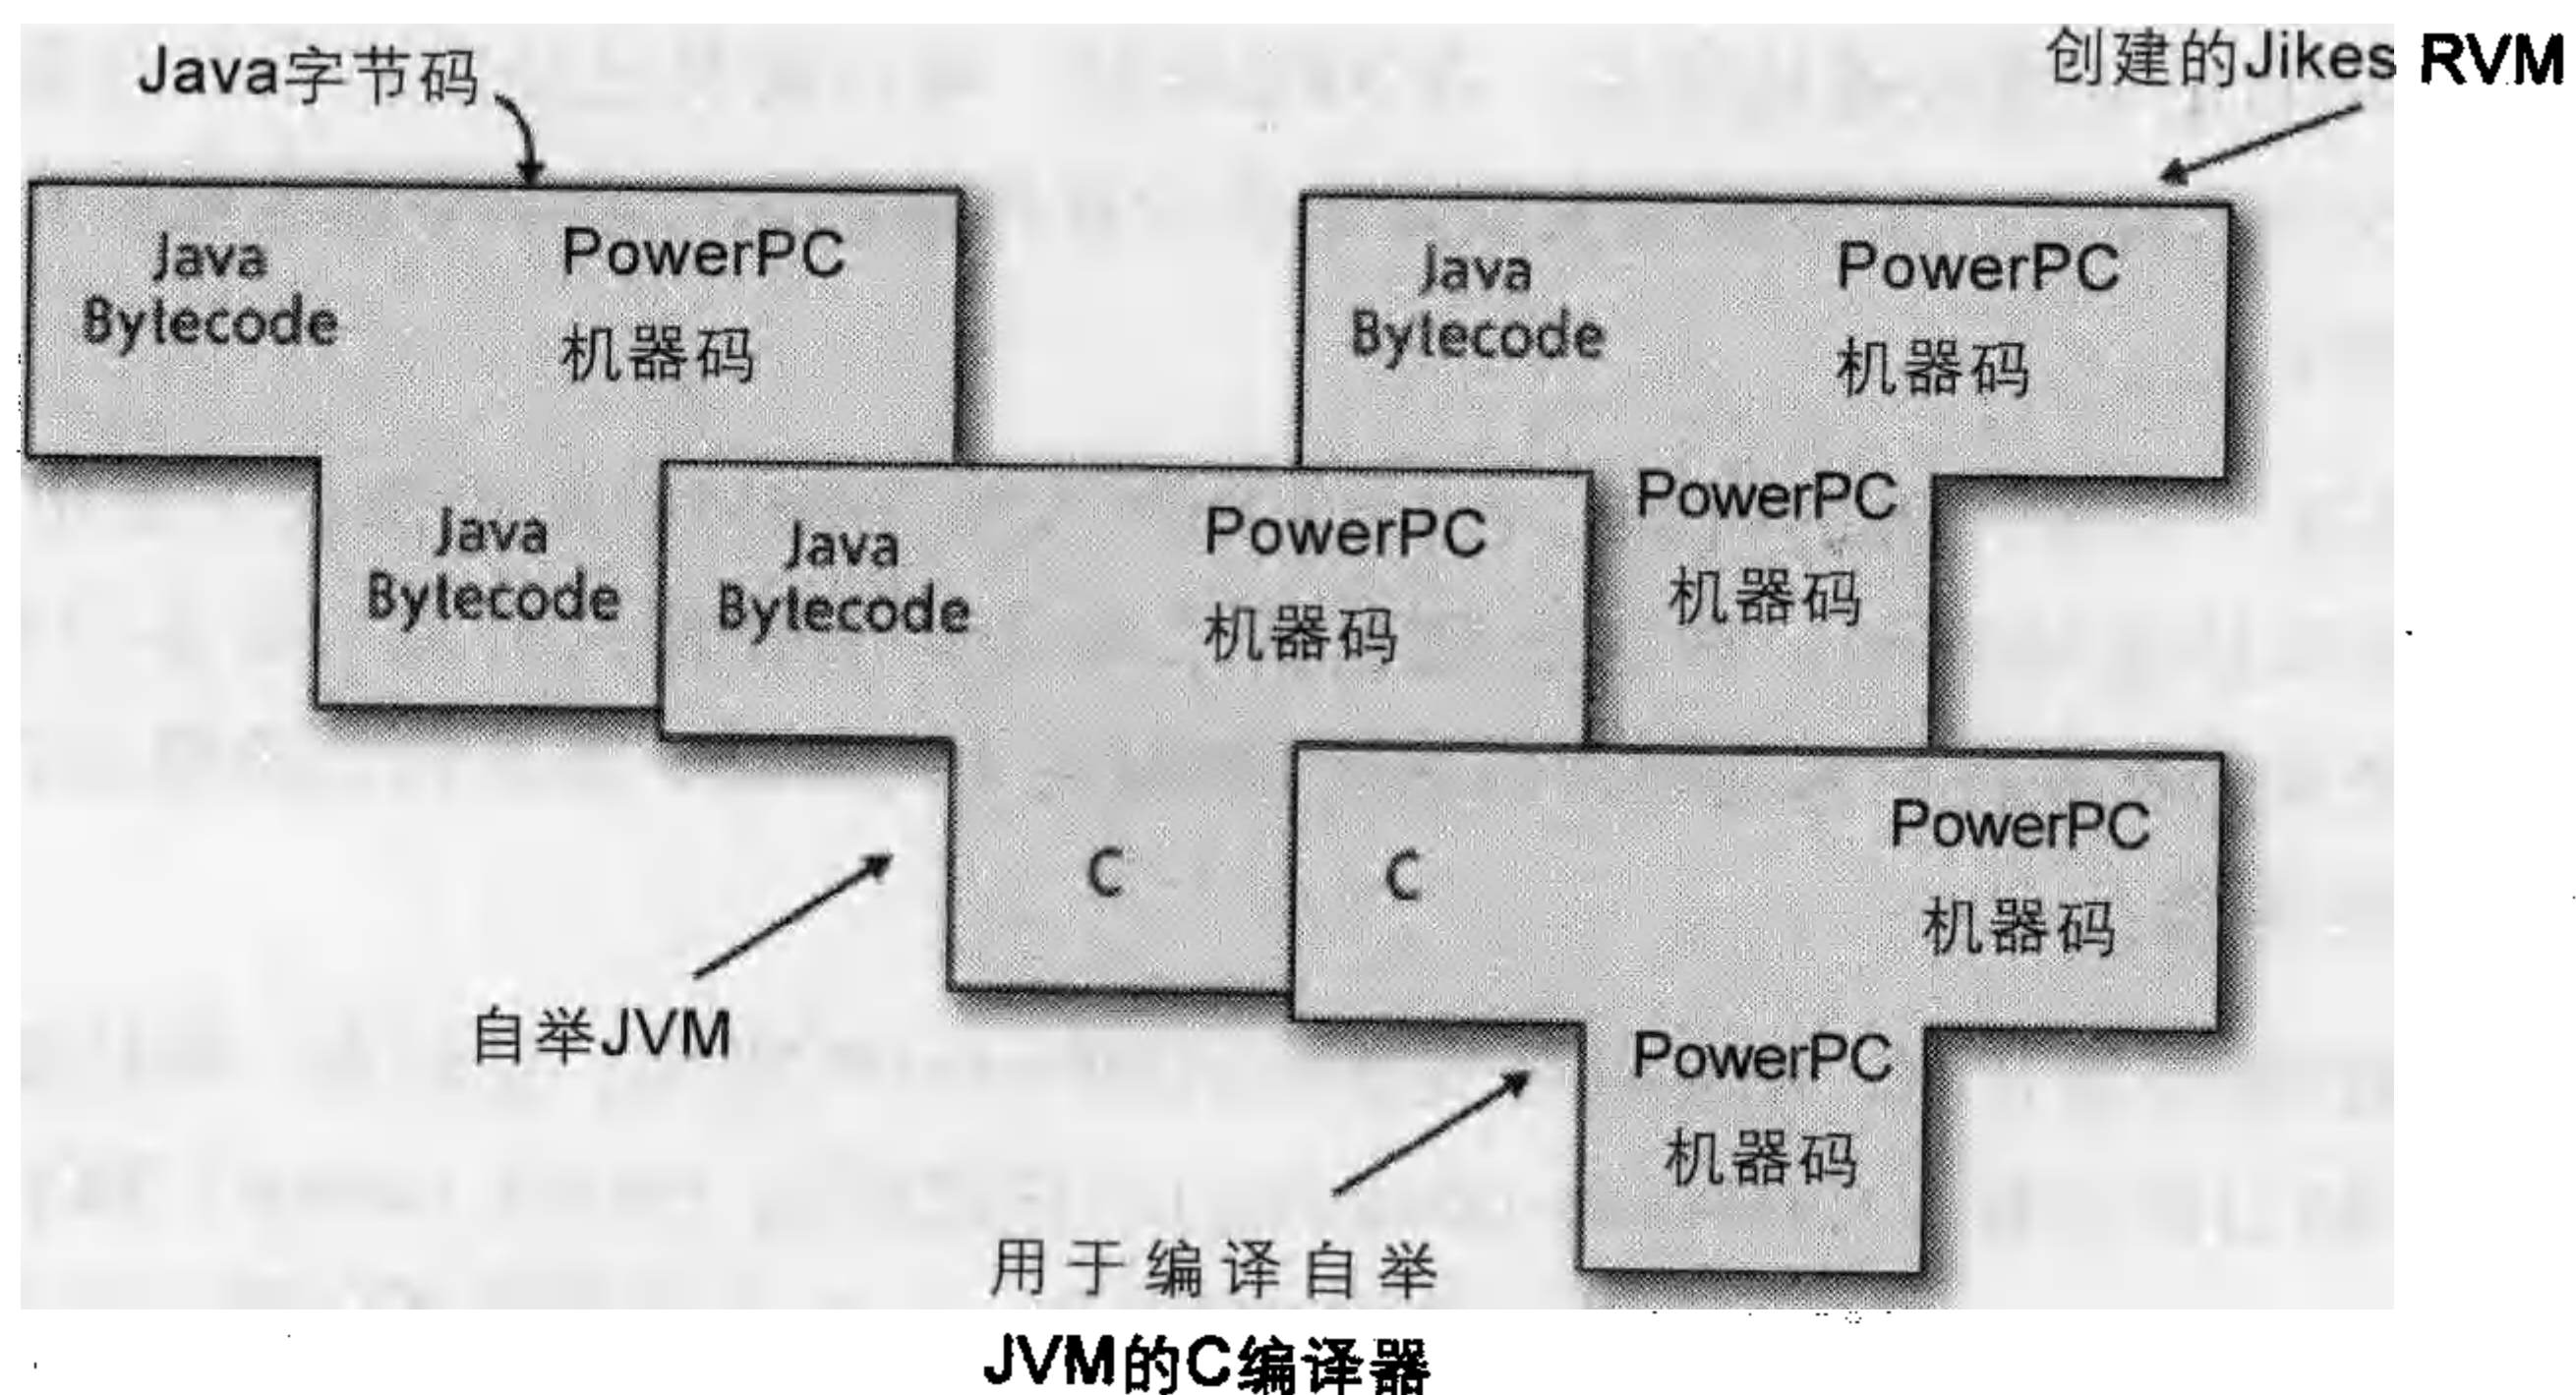 Java字节码
创建的Jikes RVM
Java
Bytecode
PowerPC
机器码
Java
Bytecode
PowerPC
机器码
Java
Bytecode
Java
Bytecode
PowerPC
机器码
PowerPC
机器码
C
C
PowerPC
机器码
自举JVM
PowerPC
机器码
用于编译自举
JVM的C编译器